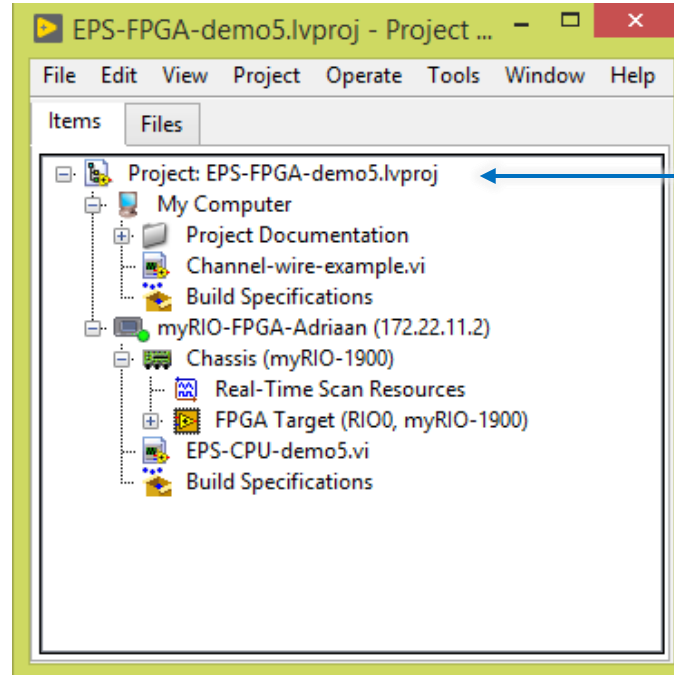 EPS-FPGA-demo5.lvproj - Project ...
File Edit View Project Operate Tools Window Help
Items Files
Project: EPS-FPGA-demo5.lvproj
My Computer
Project Documentation
Channel-wire-example.vi
Build Specifications
myRIO-FPGA-Adriaan (172.22.11.2)
Chassis (myRIO-1900)
Real-Time Scan Resources
FPGA Target (RIO0, myRIO-1900)
EPS-CPU-demo5.vi
Build Specifications